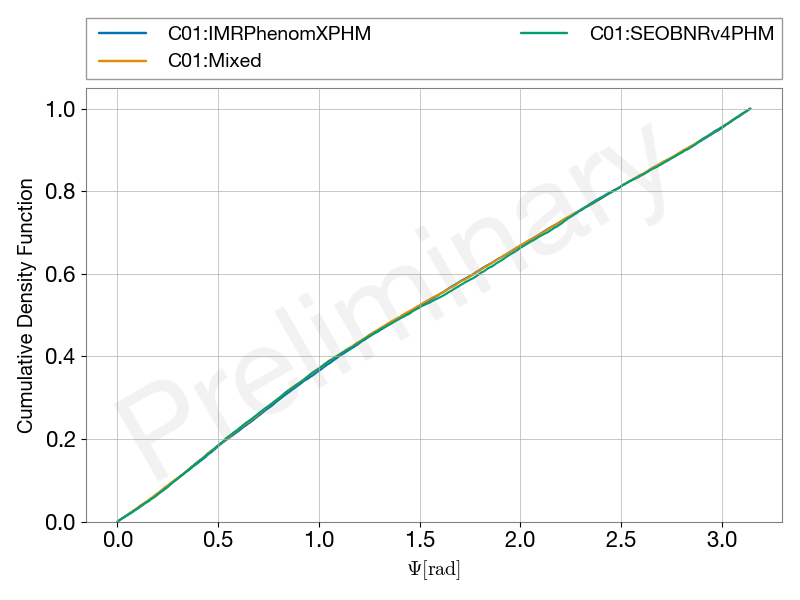 C01:IMRPhenomXPHM
C01:Mixed
C01:SEOBNRv4PHM
Preliminary
Cumulative Density Function
1.0
0.8
0.6
0.4
0.2
0.0
0.0 0.5 1.0 1.5 2.0 2.5 3.0
Ψ[rad]